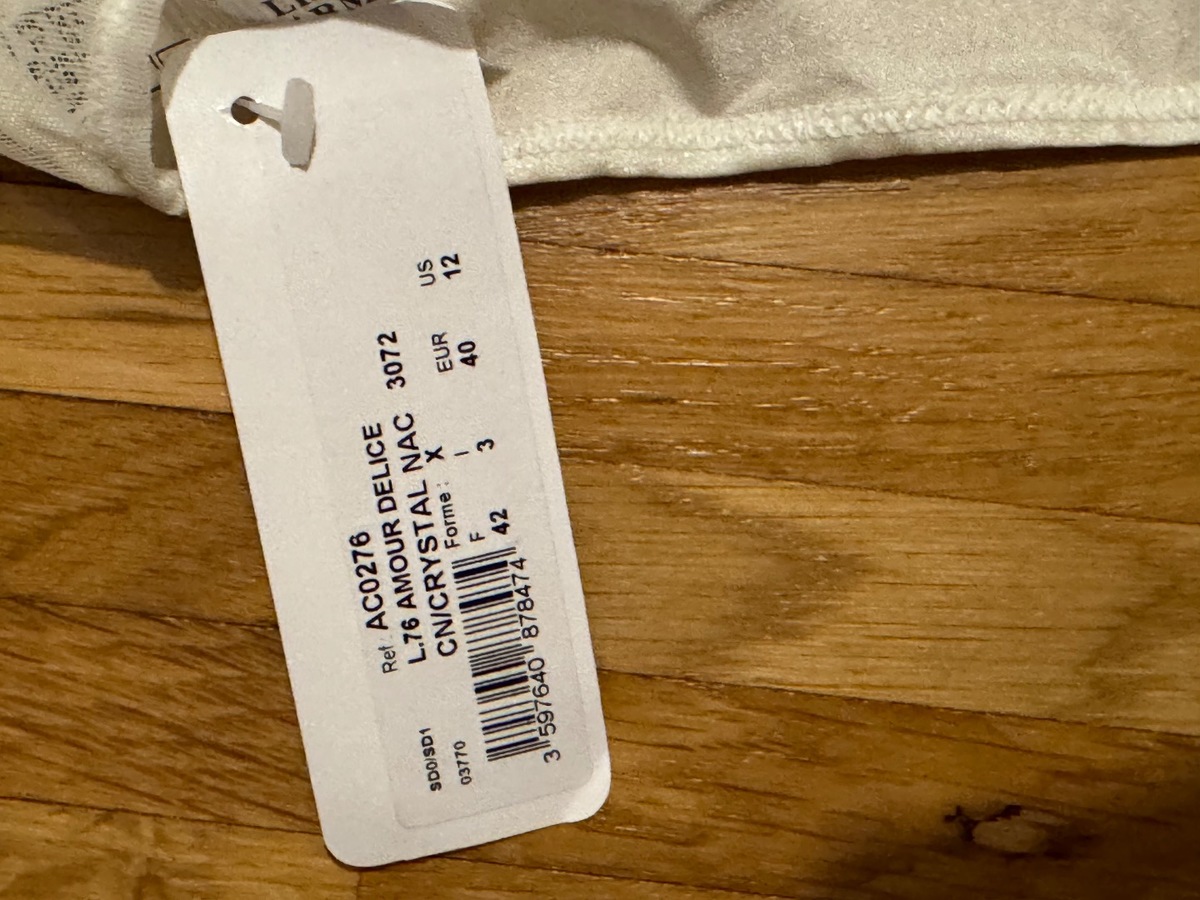 Ref: AC0276
L.76 AMOUR DELICE
CN/CRYSTAL NAC 3072
Forme: X
F I EUR US
42 3 40 12
SD0/SD1
03770
3 597640 878474